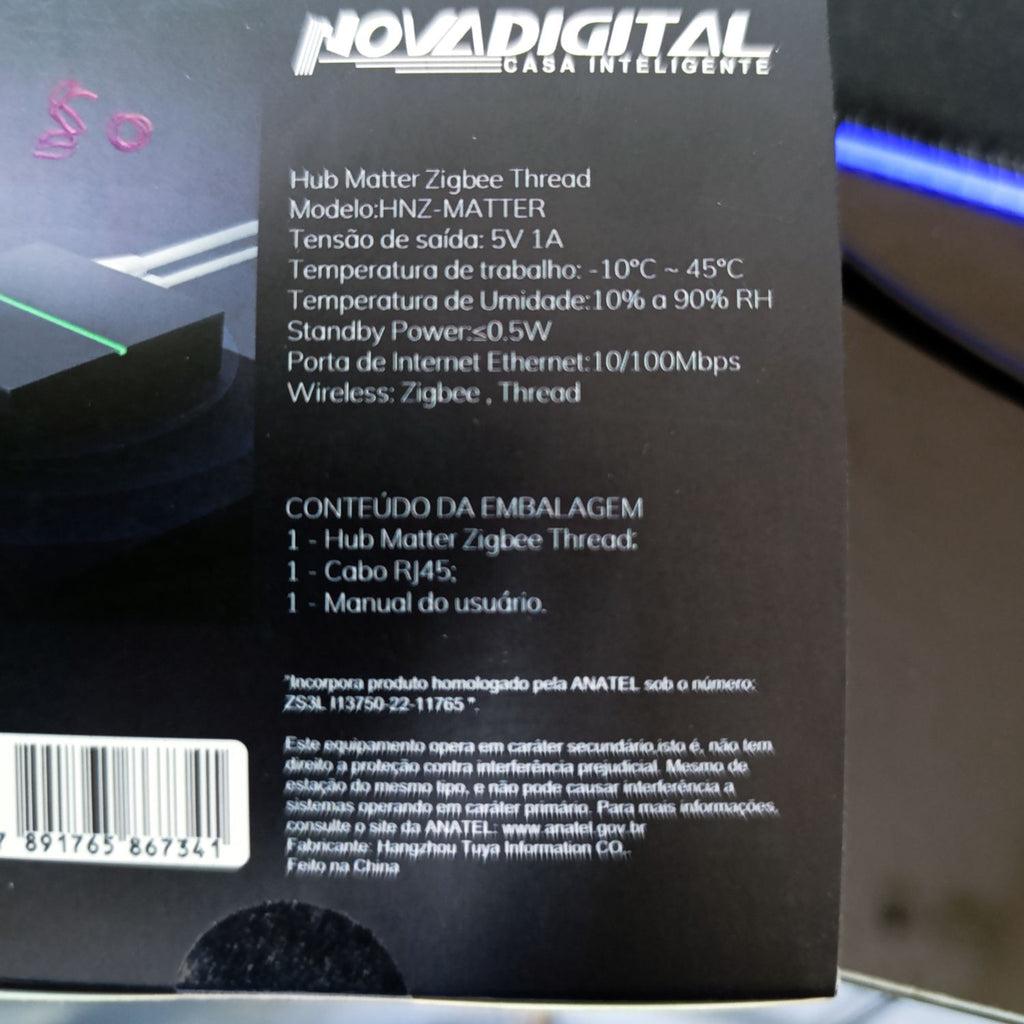 NOVADIGITAL
CASA INTELIGENTE
So
Hub Matter Zigbee Thread
Modelo:HNZ-MATTER
Tensão de saída: 5V 1A
Temperatura de trabalho: -10°C ~ 45°C
Temperatura de Umidade:10% a 90% RH
Standby Power:≤0.5W
Porta de Internet Ethernet:10/100Mbps
Wireless: Zigbee , Thread
CONTEÚDO DA EMBALAGEM
1 - Hub Matter Zigbee Thread;
1 - Cabo RJ45;
1 - Manual do usuário.
"Incorpora produto homologado pela ANATEL sob o número:
ZS3L I13750-22-11765 ".
Este equipamento opera em caráter secundário,isto é, não tem
direito a proteção contra interferência prejudicial. Mesmo de
estação do mesmo tipo, e não pode causar interferência a
sistemas operando em caráter primário. Para mais informações,
consulte o site da ANATEL: www.anatel.gov.br
Fabricante: Hangzhou Tuya Information CO..
Feito na China
7 891765 867341